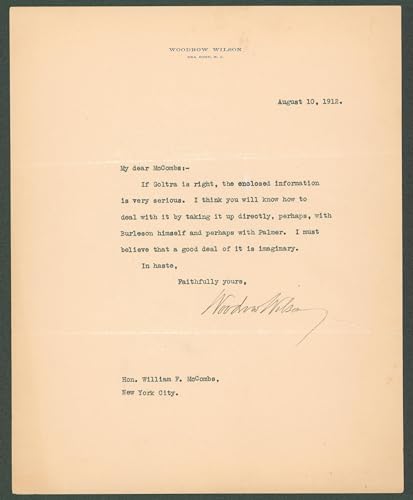 WOODROW WILSON
SEA GIRT, N. J.
August 10, 1912.
My dear McCombs:-
If Goltra is right, the enclosed information
is very serious. I think you will know how to
deal with it by taking it up directly, perhaps, with
Burleson himself and perhaps with Palmer. I must
believe that a good deal of it is imaginary.
In haste,
Faithfully yours,
Woodrow Wilson
Hon. William F. McCombs,
New York City.